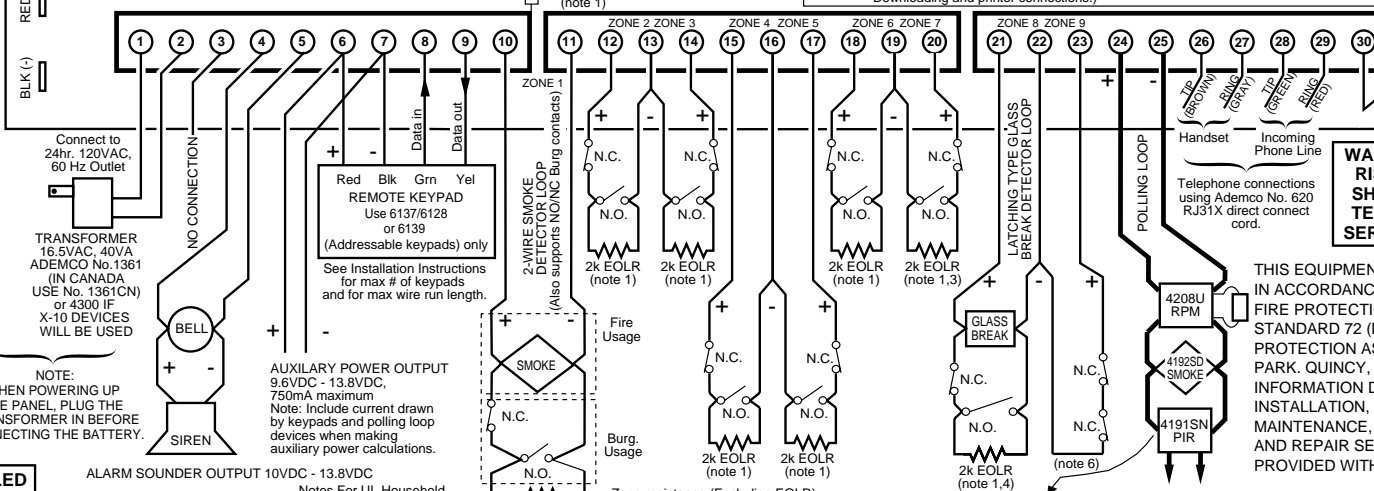 RED
BLK (-)
(note 1)
Downloading and printer connections.)
ZONE 2 ZONE 3
ZONE 4 ZONE 5
ZONE 6 ZONE 7
ZONE 8 ZONE 9
1 2 3 4 5 6 7 8 9 10 11 12 13 14 15 16 17 18 19 20 21 22 23 24 25 26 27 28 29 30
ZONE 1
Connect to
24hr. 120VAC,
60 Hz Outlet
TRANSFORMER
16.5VAC, 40VA
ADEMCO No.1361
(IN CANADA
USE No. 1361CN)
or 4300 IF
X-10 DEVICES
WILL BE USED
NOTE:
HEN POWERING UP
E PANEL, PLUG THE
NSFORMER IN BEFORE
NECTING THE BATTERY.
LED
NO CONNECTION
BELL
+ -
SIREN
ALARM SOUNDER OUTPUT 10VDC - 13.8VDC
+ -
AUXILARY POWER OUTPUT
9.6VDC - 13.8VDC,
750mA maximum
Note: Include current drawn
by keypads and polling loop
devices when making
auxiliary power calculations.
Notes For UL Household
+ -
Data in
Data out
Red Blk Grn Yel
REMOTE KEYPAD
Use 6137/6128
or 6139
(Addressable keypads) only
See Installation Instructions
for max # of keypads
and for max wire run length.
2-WIRE SMOKE
DETECTOR LOOP
(Also supports NO/NC Burg contacts)
+ -
SMOKE
Fire
Usage
N.C.
N.O.
Burg.
Usage
+ - +
N.C.
N.O.
2k EOLR
(note 1)
N.C.
N.O.
2k EOLR
(note 1)
+ - +
N.C.
N.O.
2k EOLR
(note 1)
N.C.
N.O.
2k EOLR
(note 1)
+ - +
N.C.
N.O.
2k EOLR
(note 1)
N.C.
N.O.
2k EOLR
(note 1,3)
LATCHING TYPE GLASS
BREAK DETECTOR LOOP
+ - +
GLASS
BREAK
N.C.
N.O.
2k EOLR
(note 1,4)
N.C.
N.C.
(note 6)
+ -
POLLING LOOP
4208U
RPM
4192SD
SMOKE
4191SN
PIR
TIP
(BROWN)
RING
(GRAY)
TIP
(GREEN)
RING
(RED)
Handset
Incoming
Phone Line
Telephone connections
using Ademco No. 620
RJ31X direct connect
cord.
WA
RIS
SH
TE
SER
THIS EQUIPMEN
IN ACCORDANC
FIRE PROTECTI
STANDARD 72 (
PROTECTION AS
PARK. QUINCY,
INFORMATION D
INSTALLATION,
MAINTENANCE,
AND REPAIR SE
PROVIDED WITH